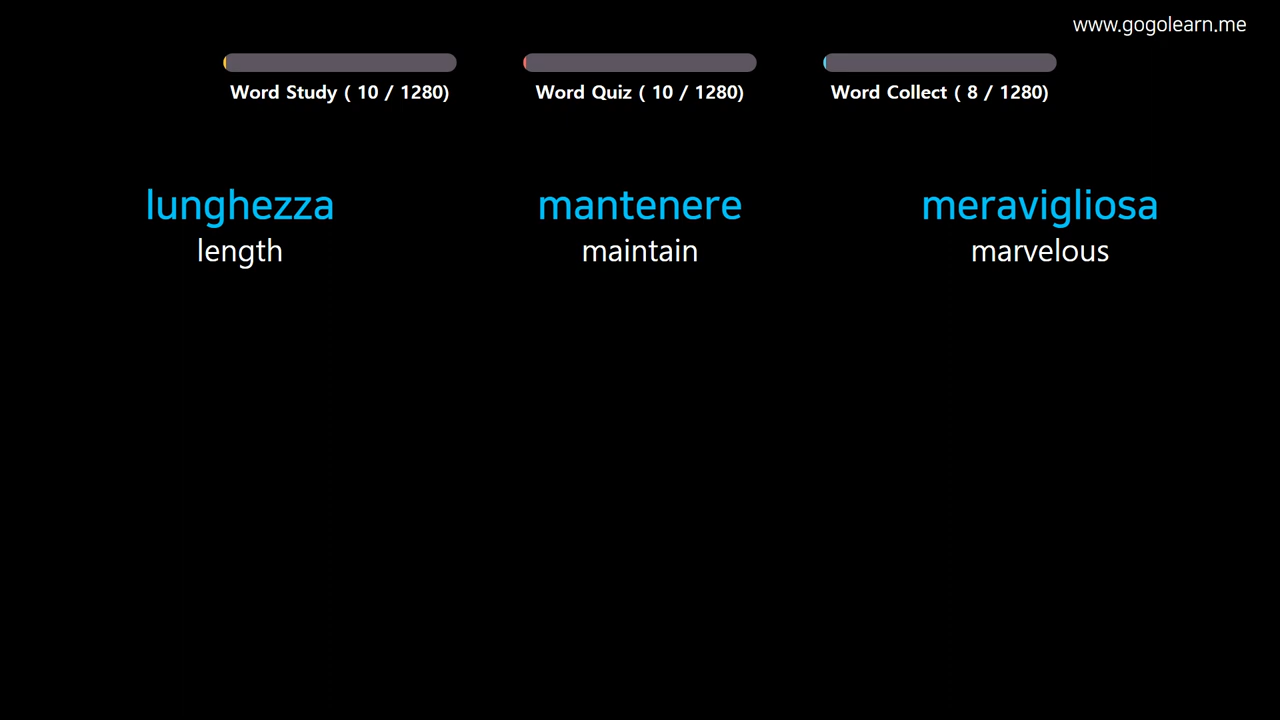 www.gogolearn.me
Word Study ( 10 / 1280)
Word Quiz ( 10 / 1280)
Word Collect ( 8 / 1280)
lunghezza
length
mantenere
maintain
meravigliosa
marvelous